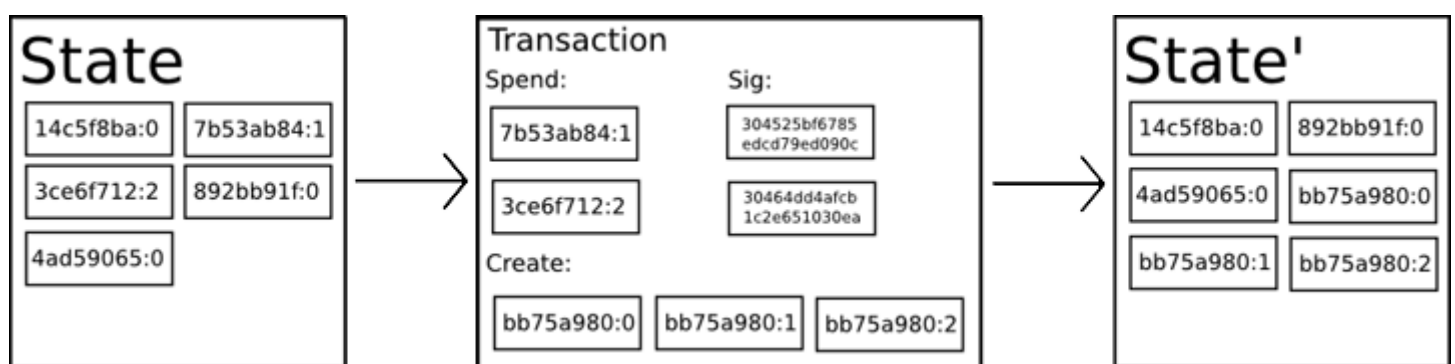 State
14c5f8ba:0 7b53ab84:1
3ce6f712:2 892bb91f:0
4ad59065:0
Transaction
Spend: Sig:
7b53ab84:1
304525bf6785
edcd79ed090c
3ce6f712:2
30464dd4afcb
1c2e651030ea
Create:
bb75a980:0 bb75a980:1 bb75a980:2
State'
14c5f8ba:0 892bb91f:0
4ad59065:0 bb75a980:0
bb75a980:1 bb75a980:2